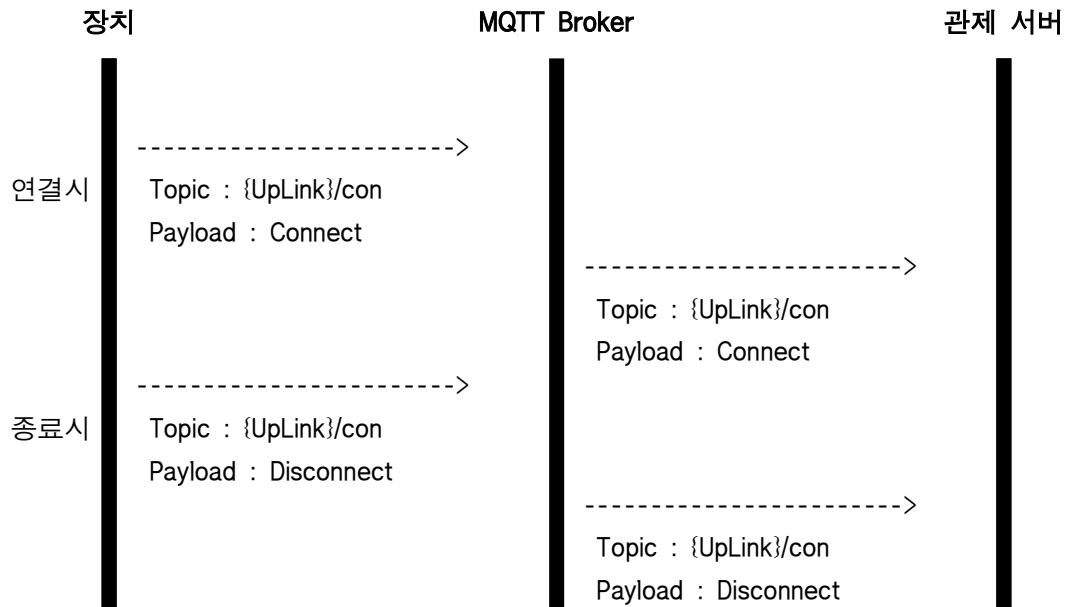 장치 MQTT Broker 관제 서버
------------------------>
연결시 Topic : {UpLink}/con
Payload : Connect
------------------------>
Topic : {UpLink}/con
Payload : Connect
------------------------>
종료시 Topic : {UpLink}/con
Payload : Disconnect
------------------------>
Topic : {UpLink}/con
Payload : Disconnect